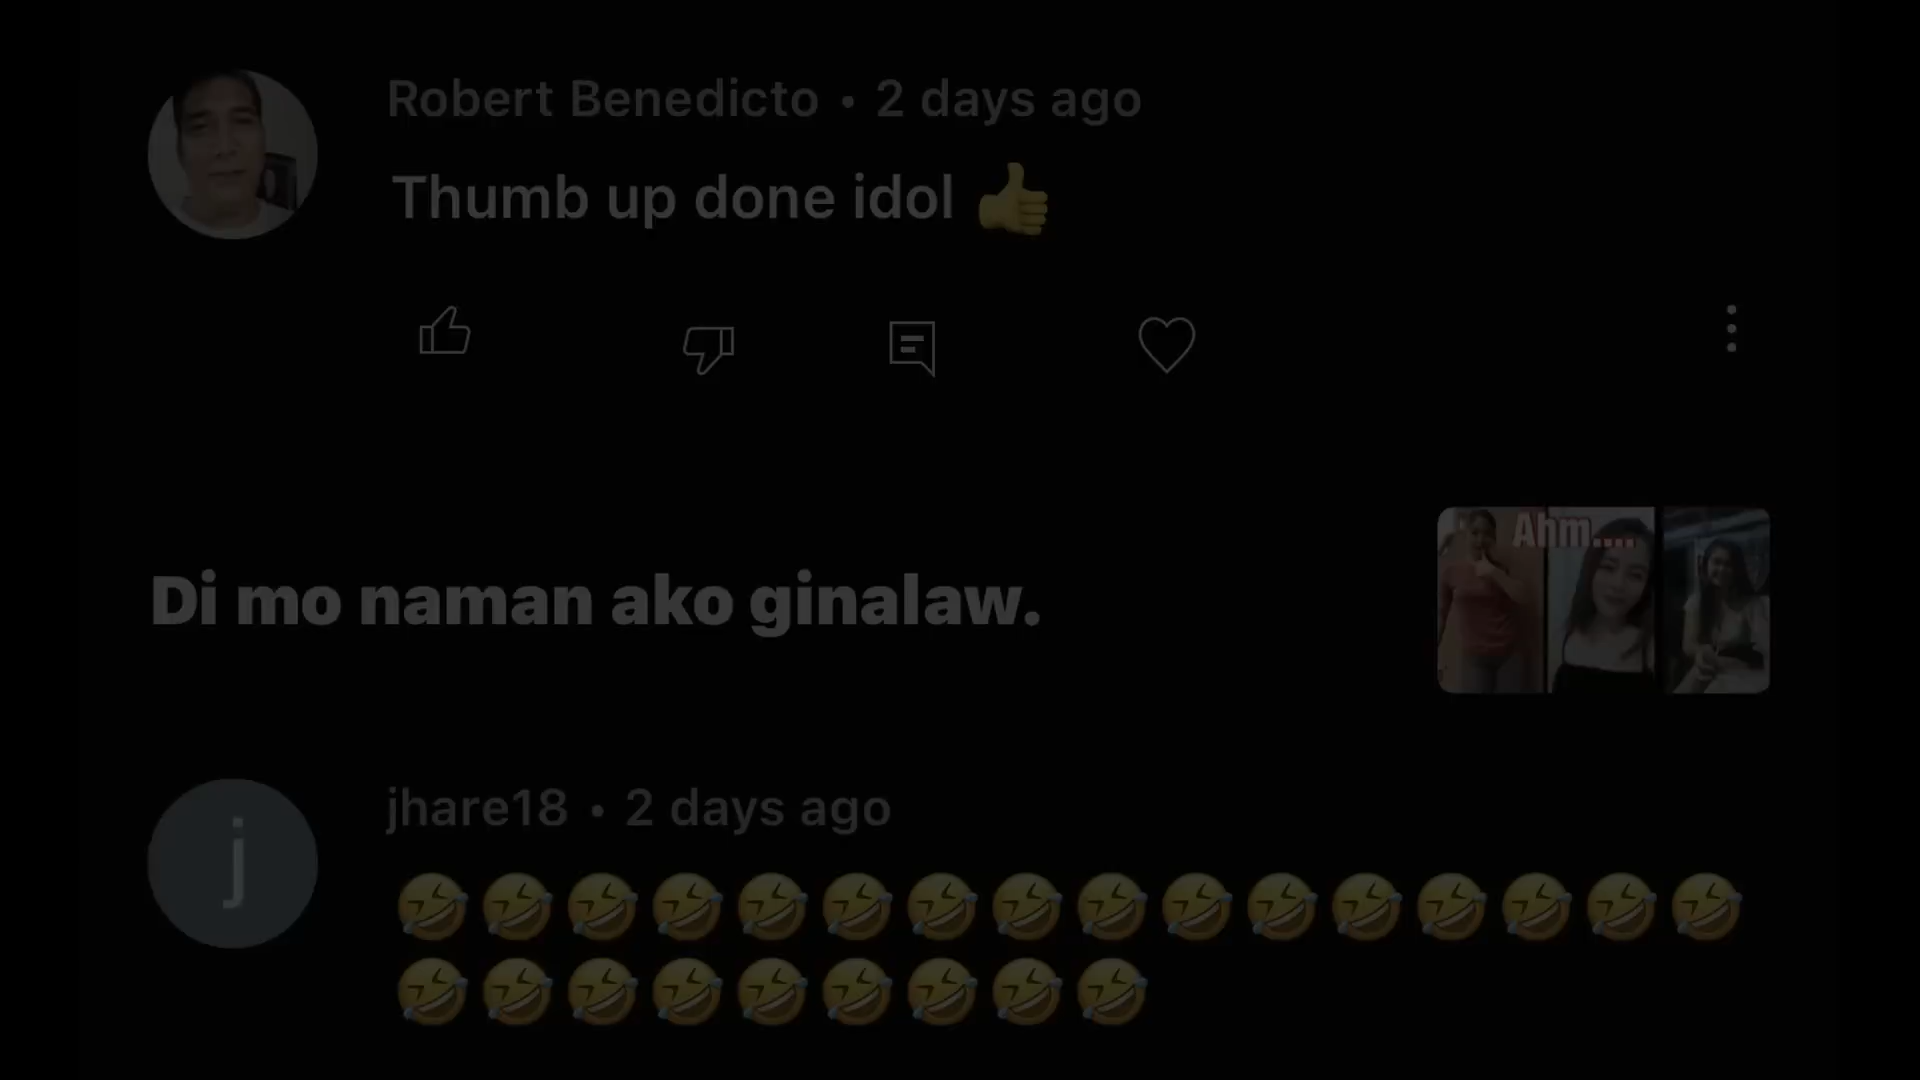 Robert Benedicto • 2 days ago
Thumb up done idol 👍
Ahm....
Di mo naman ako ginalaw.
j
jhare18 • 2 days ago
🤣🤣🤣🤣🤣🤣🤣🤣🤣🤣🤣🤣🤣🤣🤣🤣
🤣🤣🤣🤣🤣🤣🤣🤣🤣